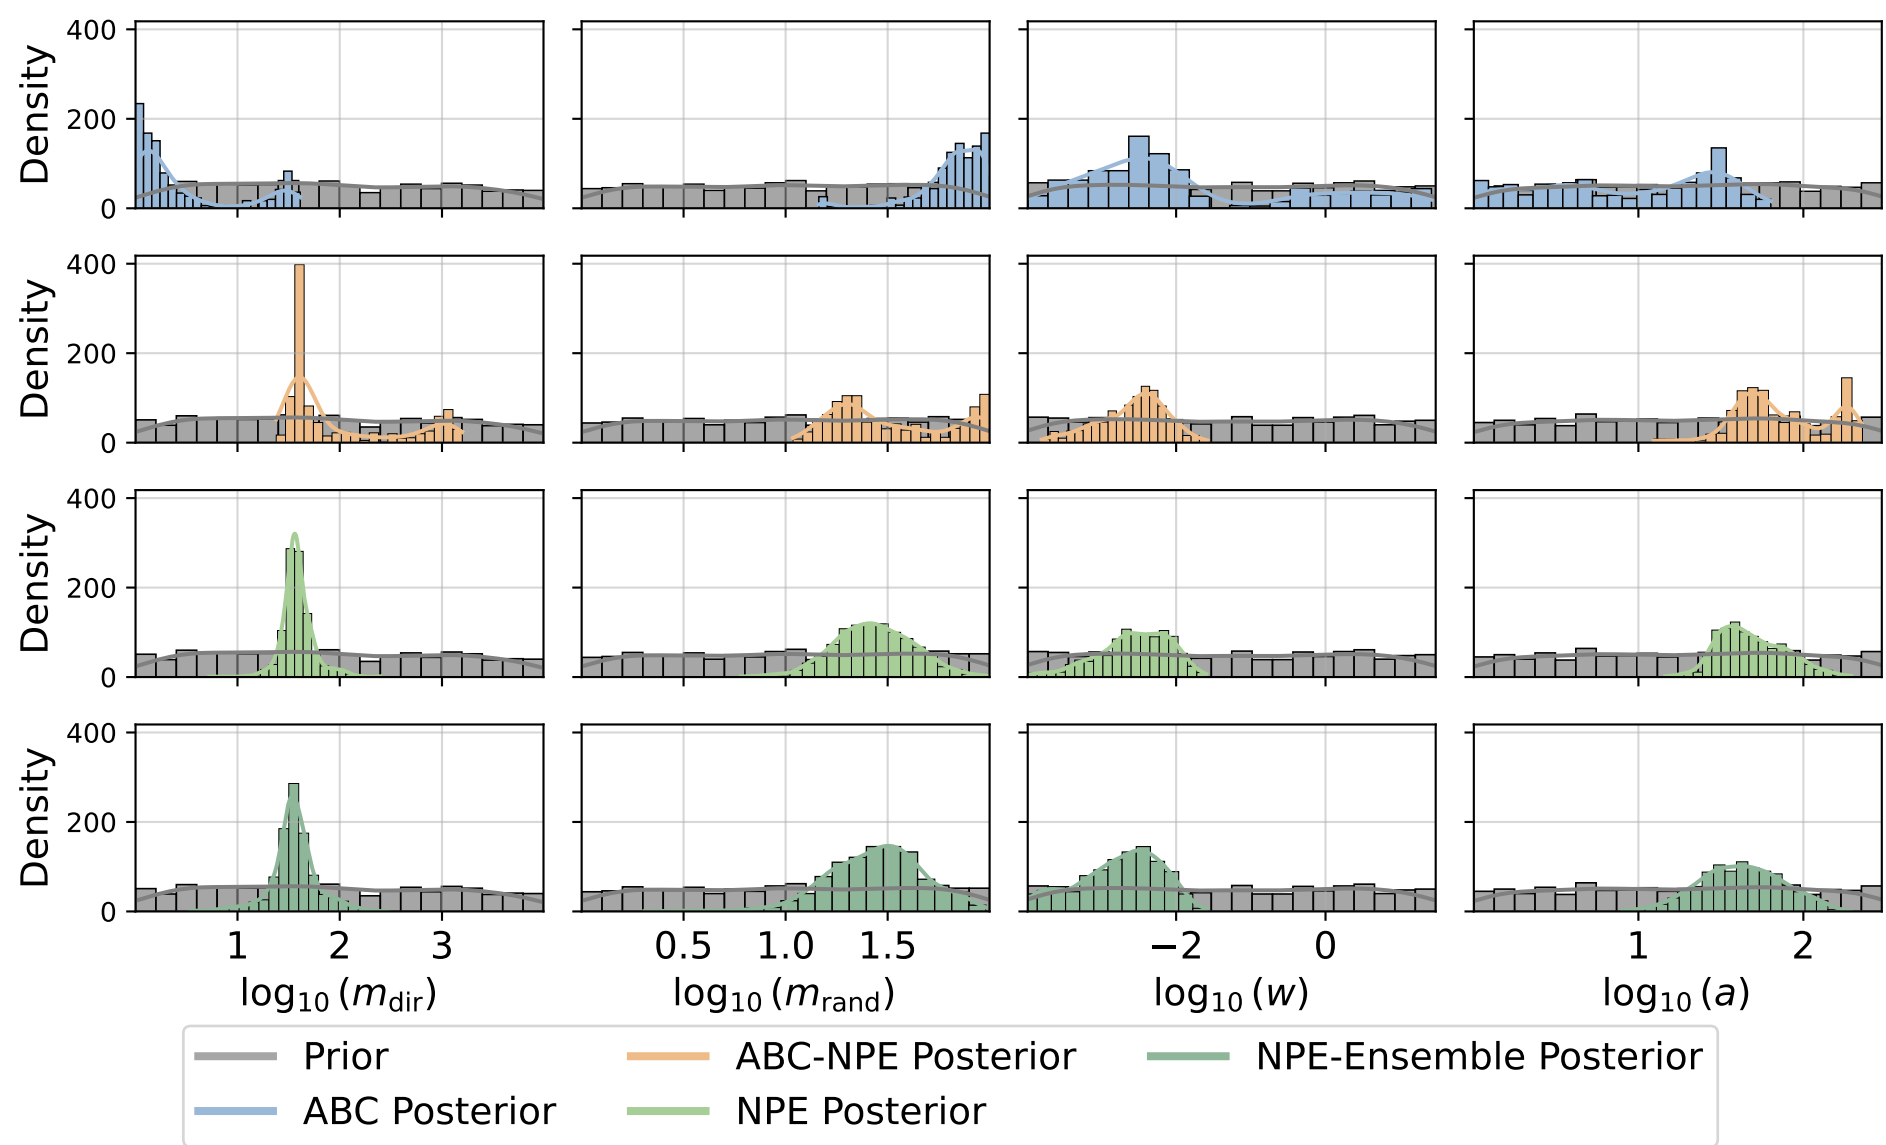 Density
400
200
0
Density
400
200
0
Density
400
200
0
Density
400
200
0
1 2 3
0.5 1.0 1.5
−2 0
1 2
log₁₀ (m_dir)
log₁₀ (m_rand)
log₁₀ (w)
log₁₀ (a)
Prior
ABC-NPE Posterior
NPE-Ensemble Posterior
ABC Posterior
NPE Posterior